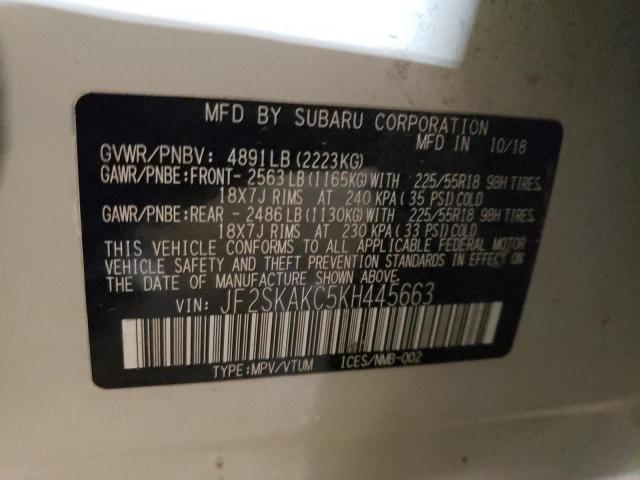 MFD BY SUBARU CORPORATION
MFD IN 10/18
GVWR/PNBV: 4891LB (2223KG)
GAWR/PNBE:FRONT- 2563LB (1165KG) WITH 225/55R18 98H TIRES,
18X7J RIMS AT 240 KPA (35 PSI) COLD
GAWR/PNBE:REAR - 2486LB (1130KG) WITH 225/55R18 98H TIRES,
18X7J RIMS AT 230 KPA (33 PSI) COLD
THIS VEHICLE CONFORMS TO ALL APPLICABLE FEDERAL MOTOR
VEHICLE SAFETY AND THEFT PREVENTION STANDARDS IN EFFECT ON
THE DATE OF MANUFACTURE SHOWN ABOVE.
VIN: JF2SKAKC5KH445663
TYPE:MPV/VTUM ICES/NMB-002